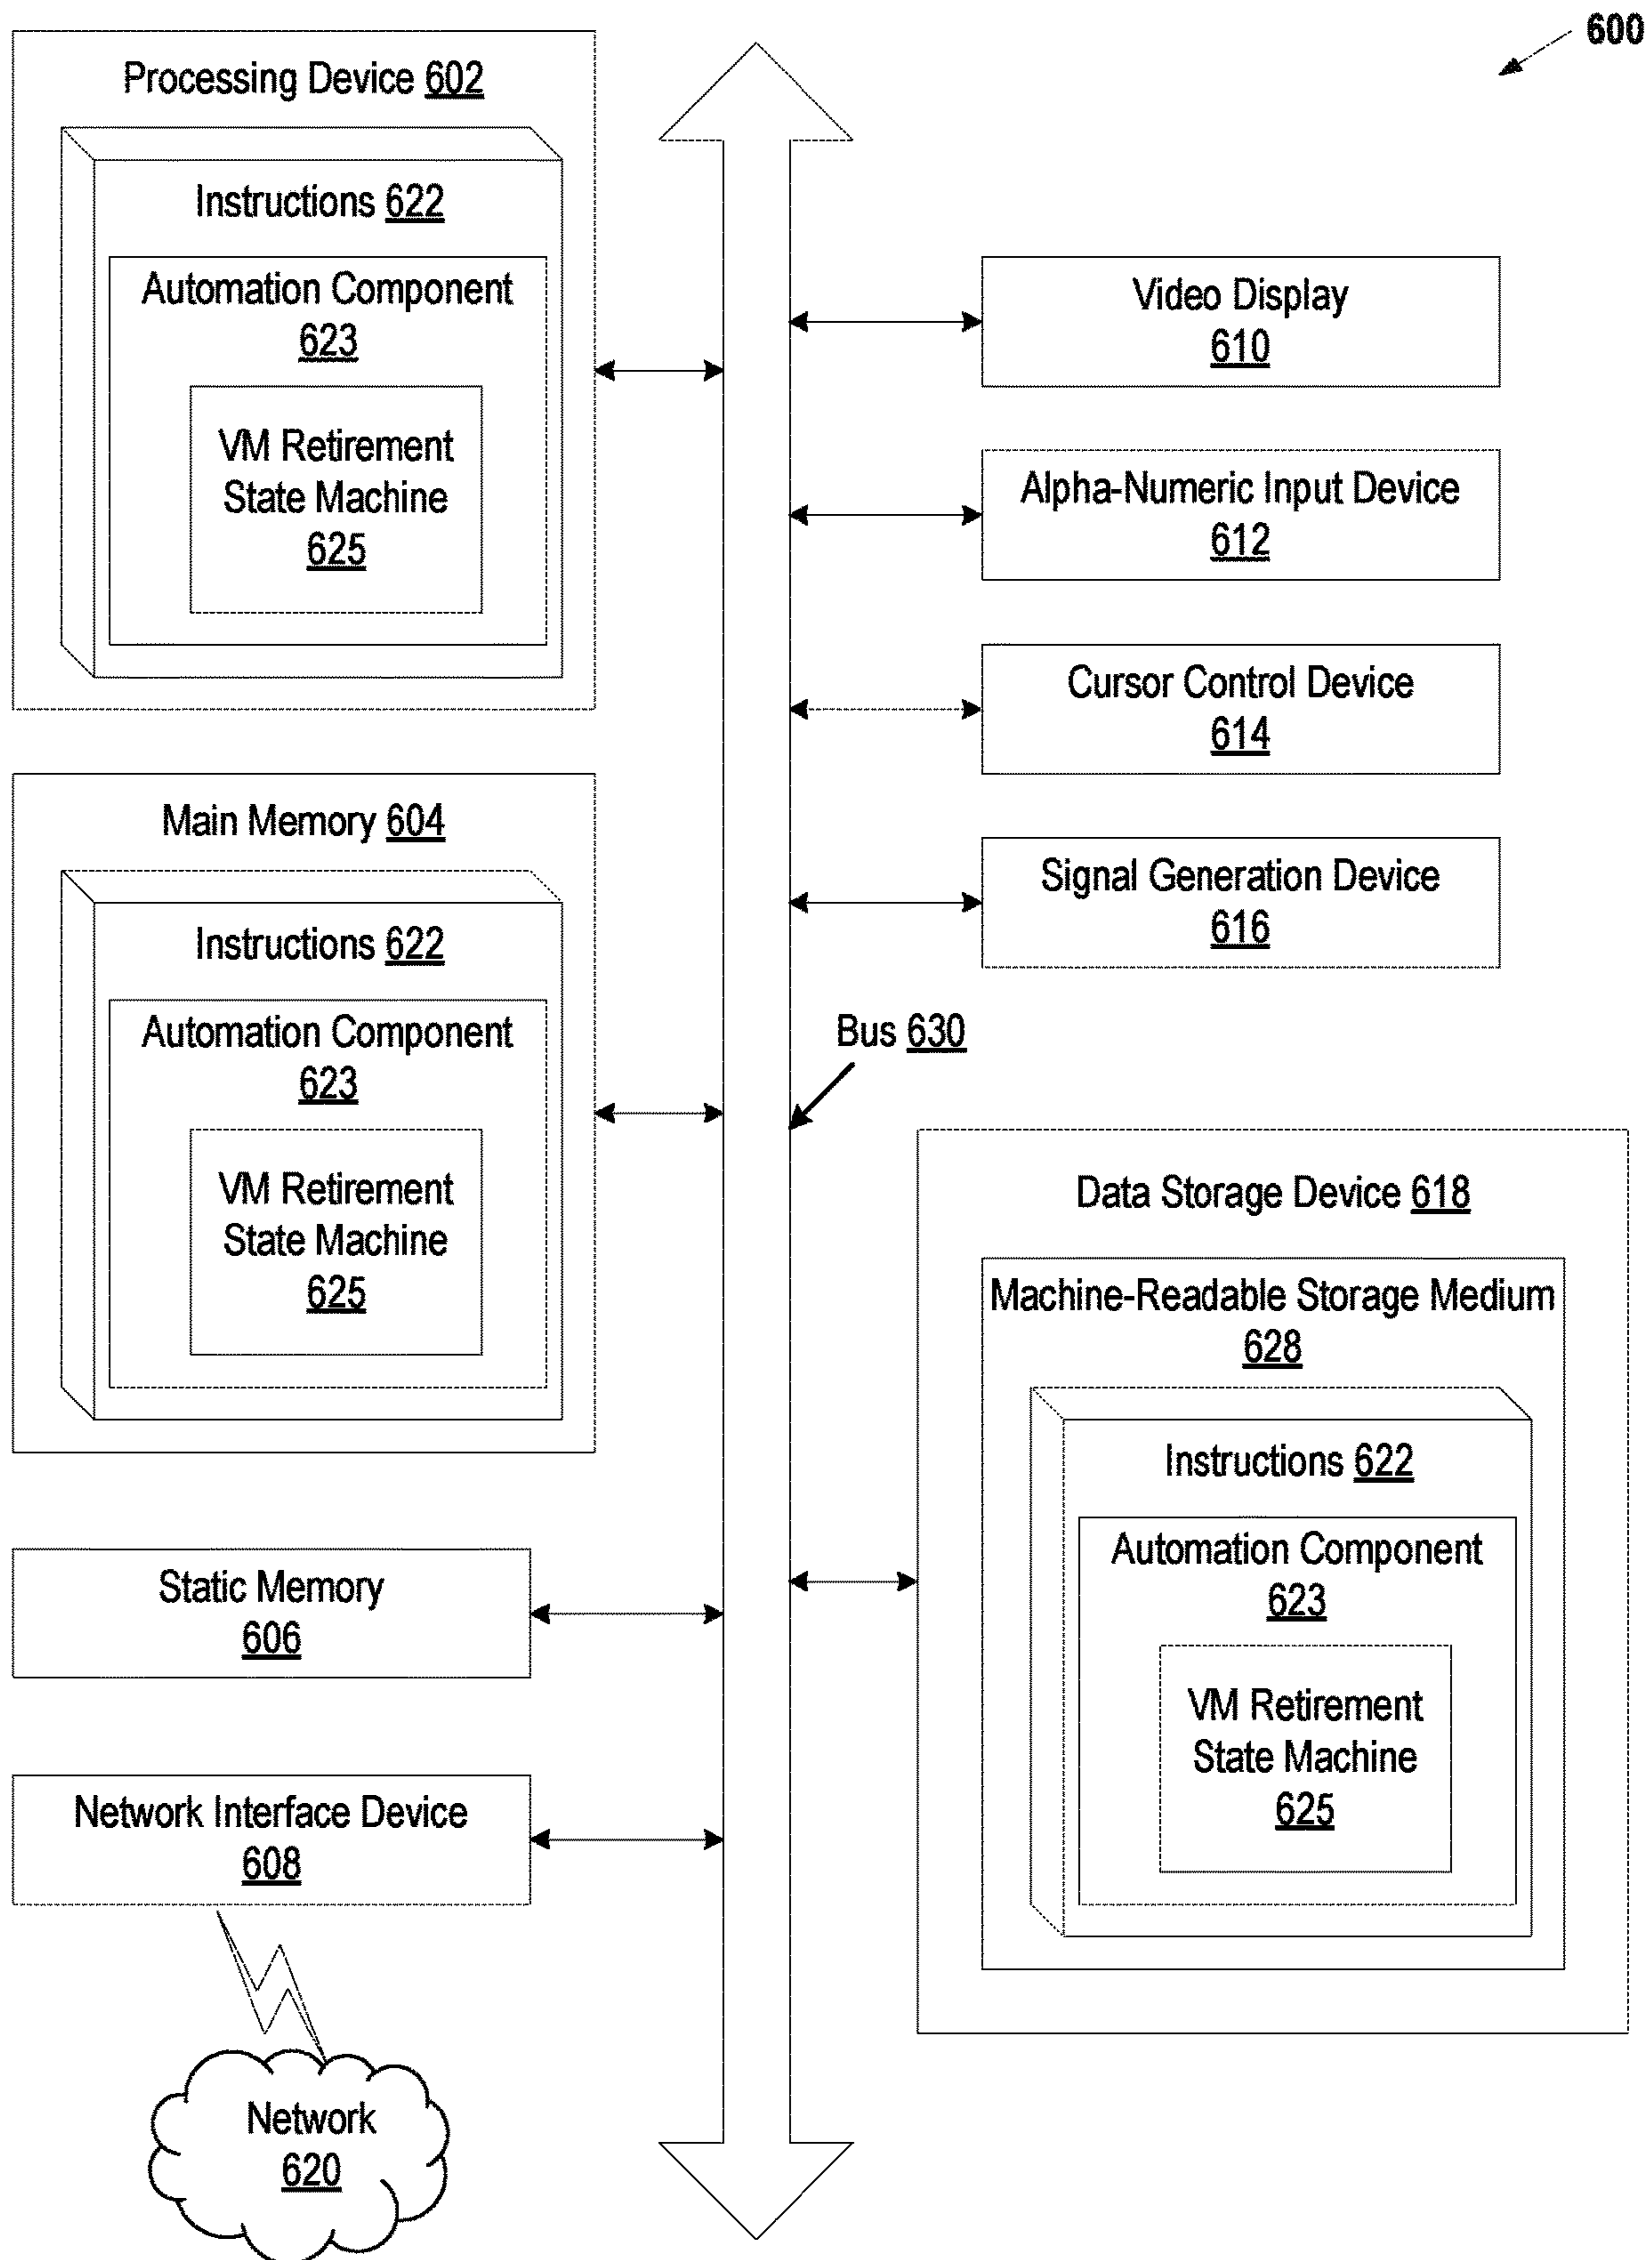 600
Processing Device 602
Instructions 622
Automation Component
623
VM Retirement
State Machine
625
Main Memory 604
Instructions 622
Automation Component
623
VM Retirement
State Machine
625
Static Memory
606
Network Interface Device
608
Network
620
Video Display
610
Alpha-Numeric Input Device
612
Cursor Control Device
614
Signal Generation Device
616
Bus 630
Data Storage Device 618
Machine-Readable Storage Medium
628
Instructions 622
Automation Component
623
VM Retirement
State Machine
625